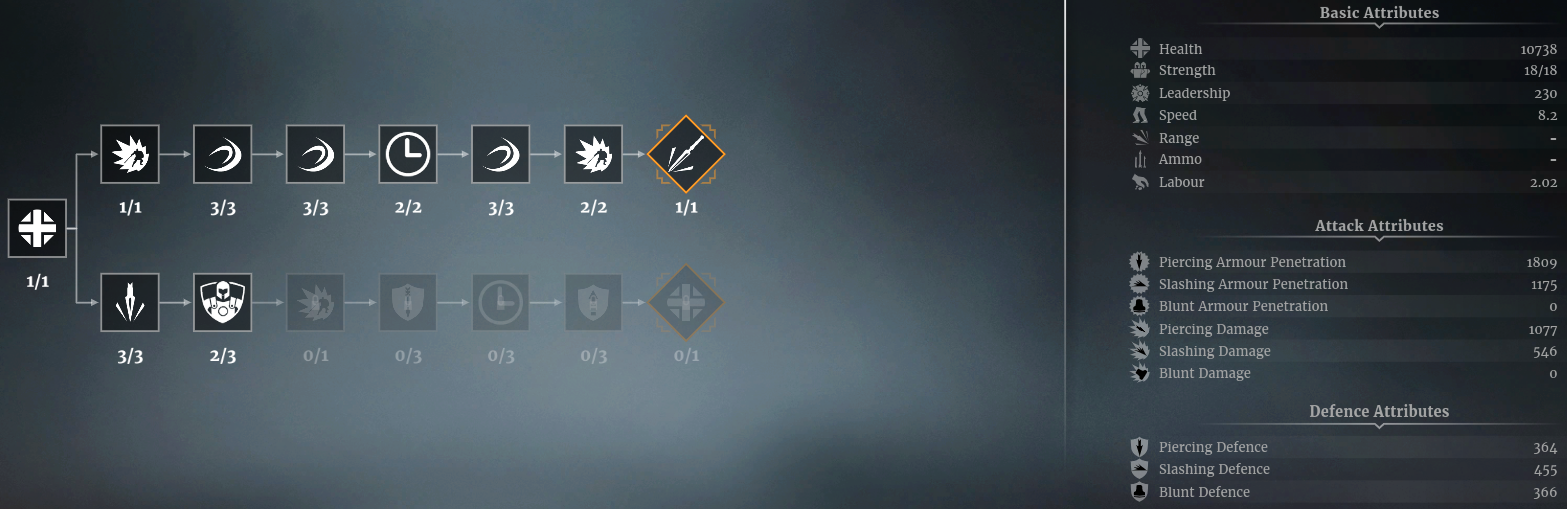 1/1
1/1 3/3 3/3 2/2 3/3 2/2 1/1
3/3 2/3 0/1 0/3 0/3 0/3 0/1
Basic Attributes
Health 10738
Strength 18/18
Leadership 230
Speed 8.2
Range -
Ammo -
Labour 2.02
Attack Attributes
Piercing Armour Penetration 1809
Slashing Armour Penetration 1175
Blunt Armour Penetration 0
Piercing Damage 1077
Slashing Damage 546
Blunt Damage 0
Defence Attributes
Piercing Defence 364
Slashing Defence 455
Blunt Defence 366